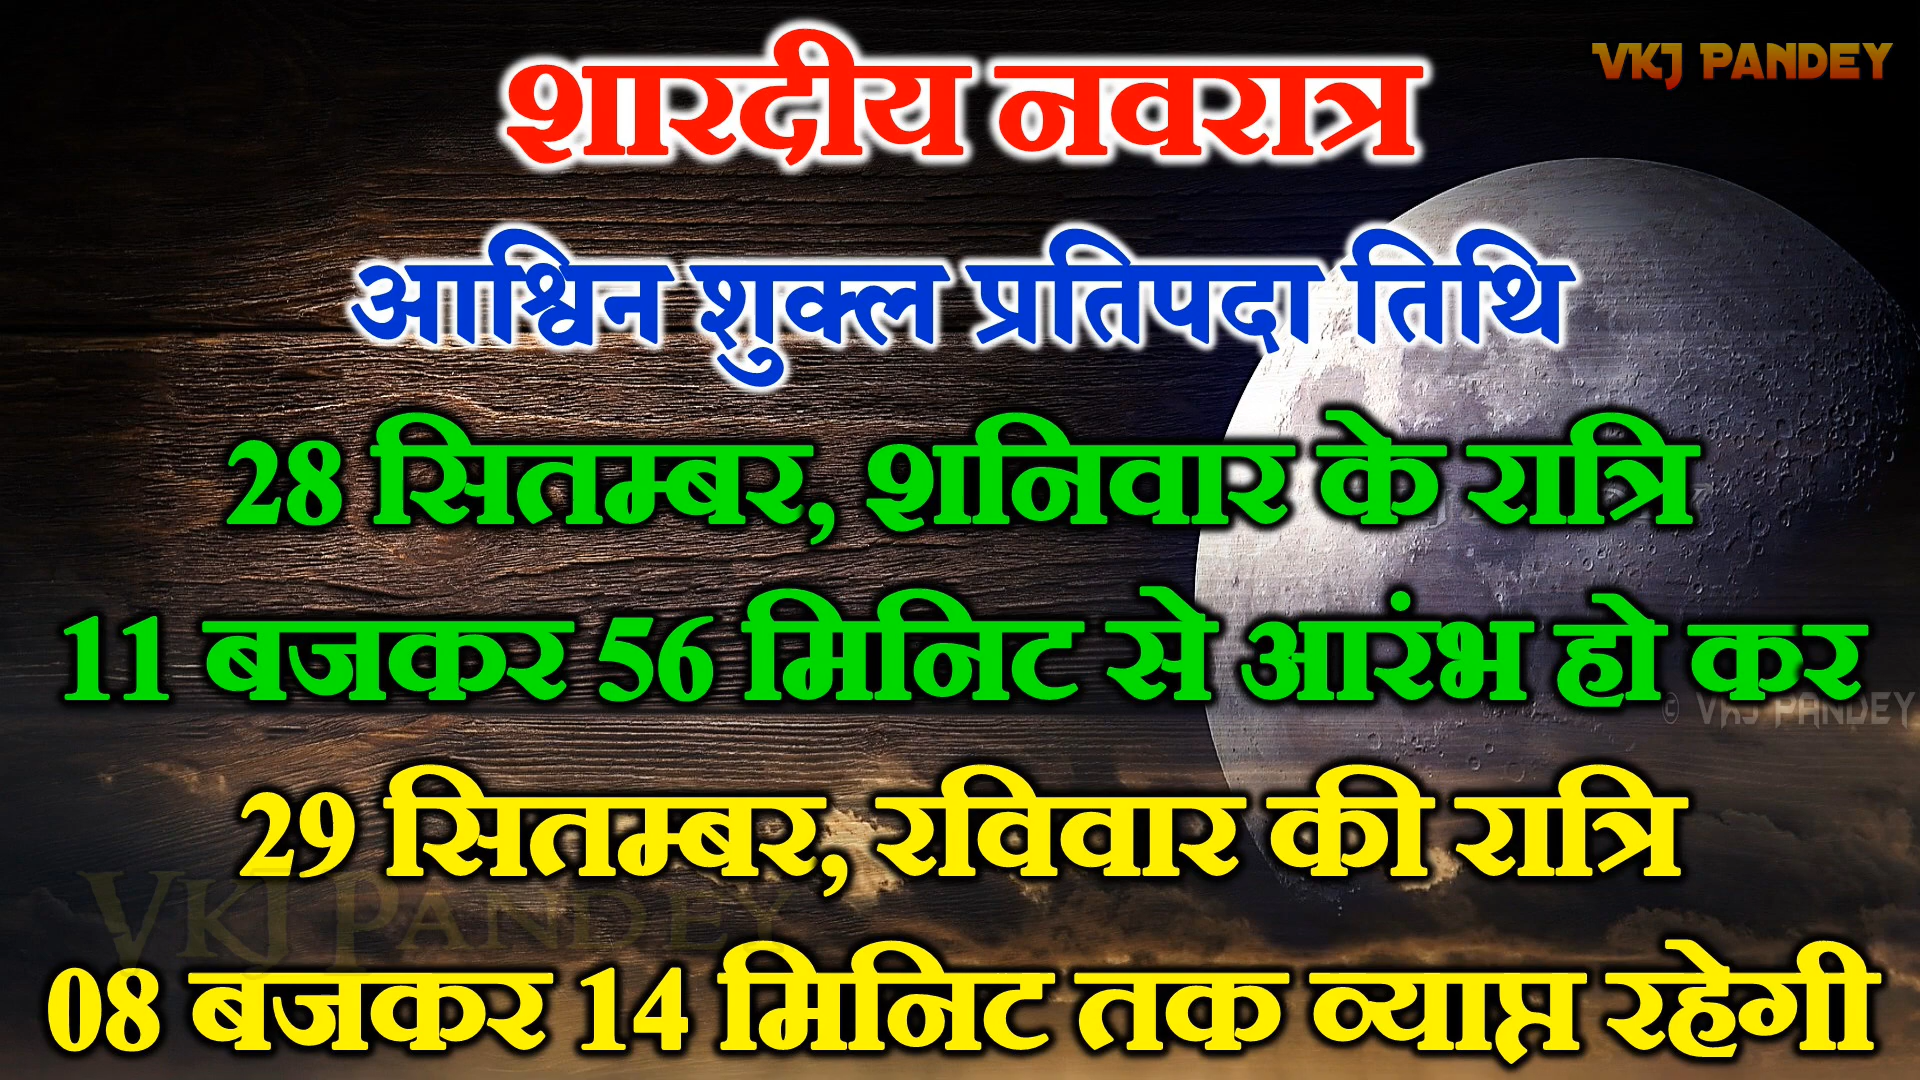 VKJ PANDEY
शारदीय नवरात्र
आश्विन शुक्ल प्रतिपदा तिथि
28 सितम्बर, शनिवार के रात्रि
11 बजकर 56 मिनिट से आरंभ हो कर
© VKJ PANDEY
29 सितम्बर, रविवार की रात्रि
VKJ PANDEY
08 बजकर 14 मिनिट तक व्याप्त रहेगी